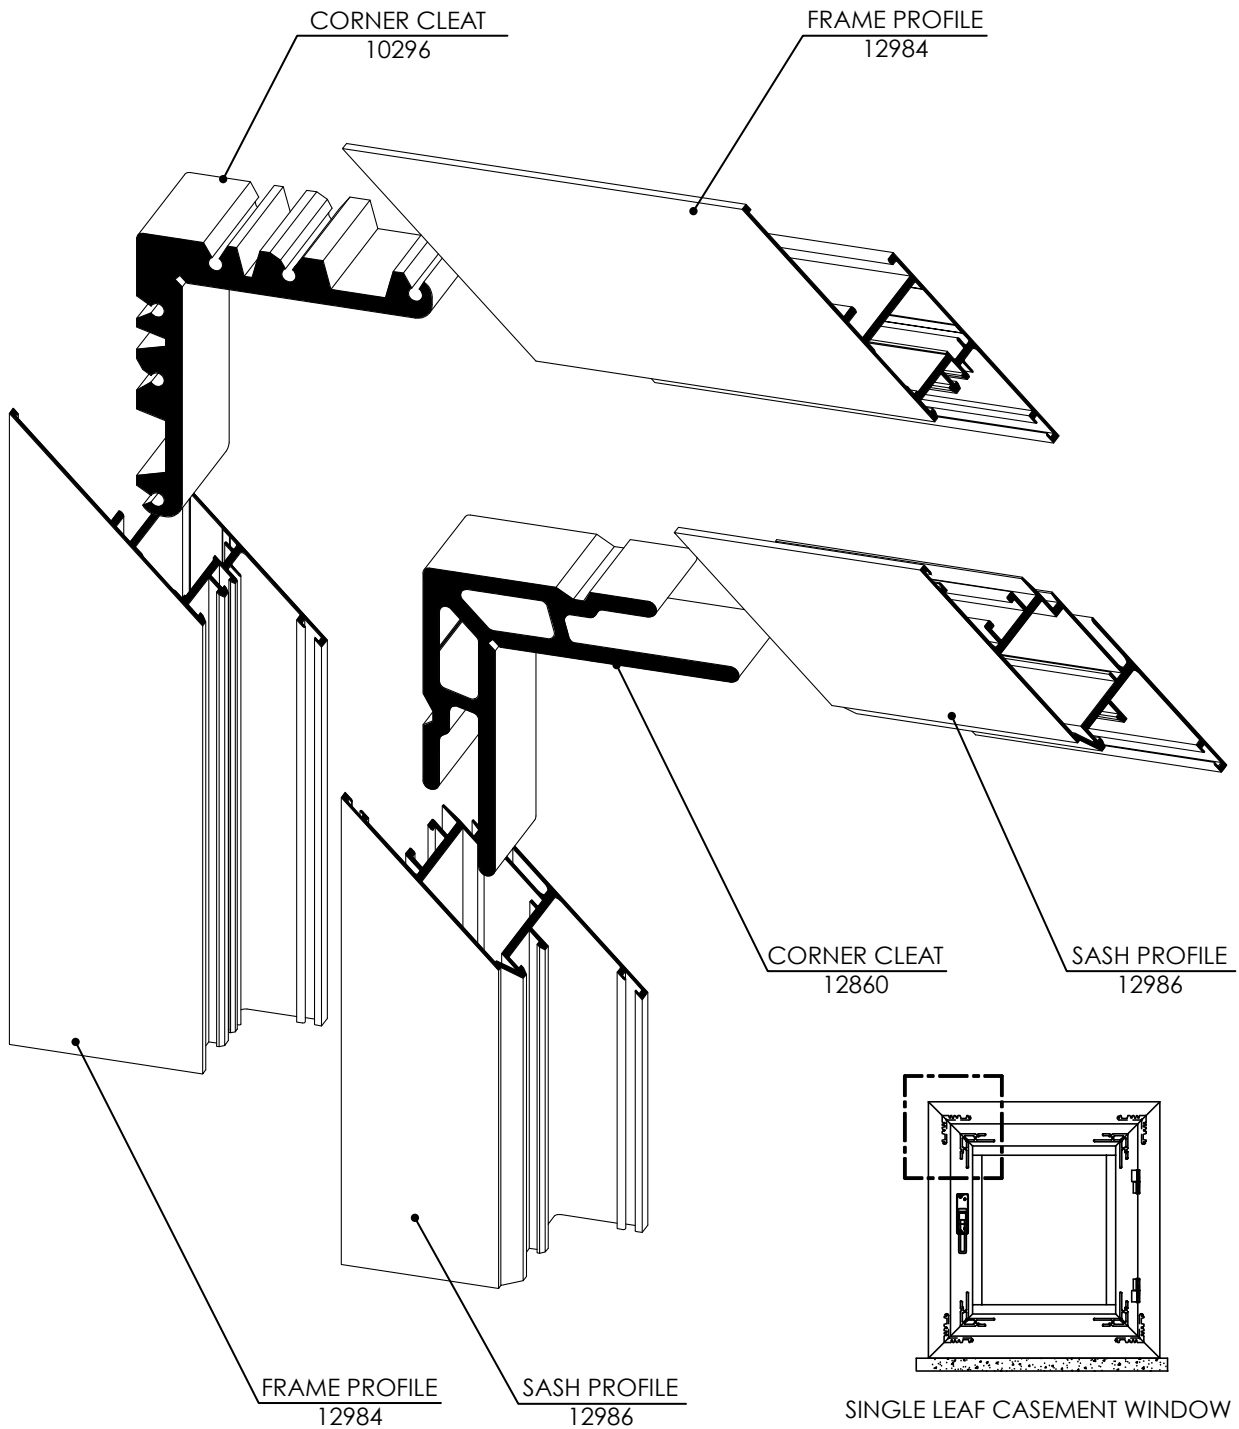 CORNER CLEAT
10296
FRAME PROFILE
12984
CORNER CLEAT
12860
SASH PROFILE
12986
FRAME PROFILE
12984
SASH PROFILE
12986
SINGLE LEAF CASEMENT WINDOW